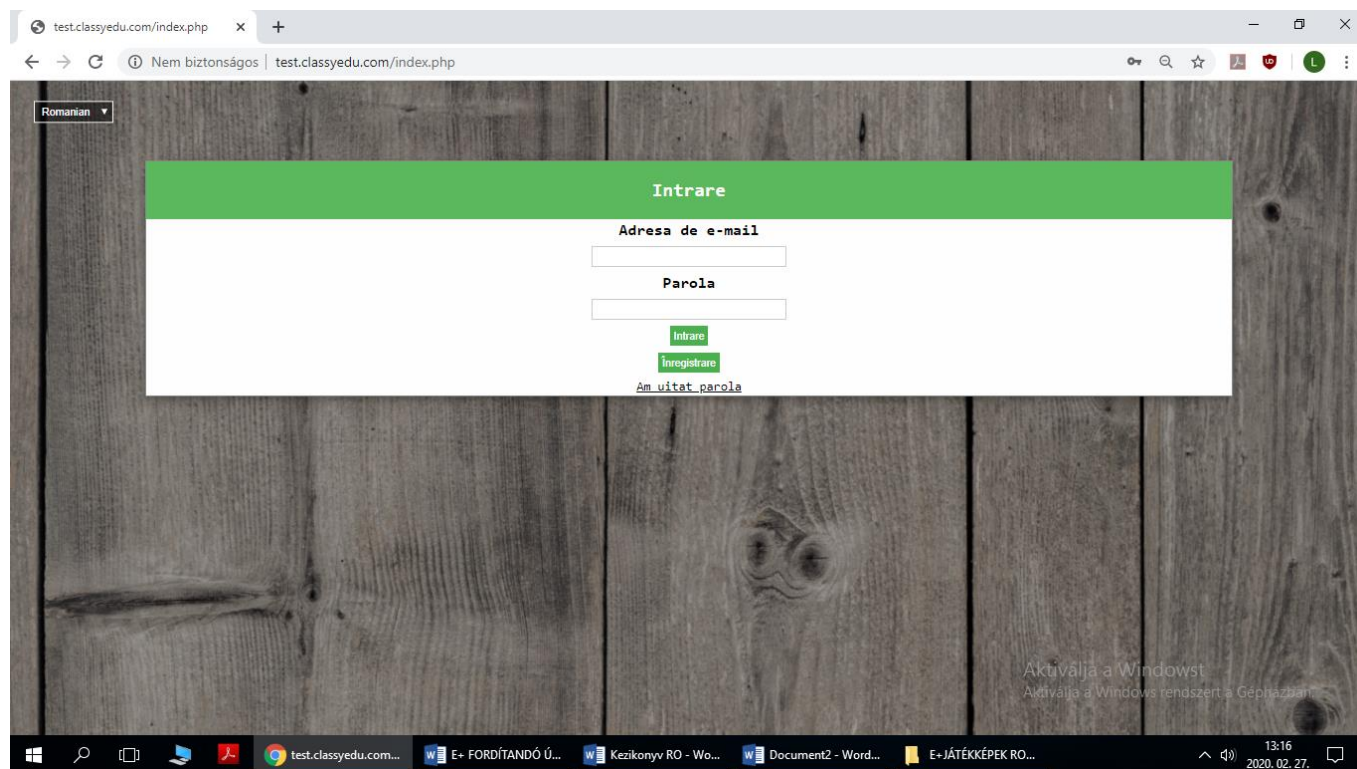 test.classyedu.com/index.php
Nem biztonságos | test.classyedu.com/index.php
L
Romanian
Intrare
Adresa de e-mail
Parola
Intrare
Înregistrare
Am uitat parola
Aktiválja a Windowst
Aktiválja a Windows rendszert a Gépházban.
test.classyedu.com...
E+ FORDÍTANDÓ Ú...
Kezikonyv RO - Wo...
Document2 - Word...
E+JÁTÉKKÉPEK RO...
13:16
2020. 02. 27.